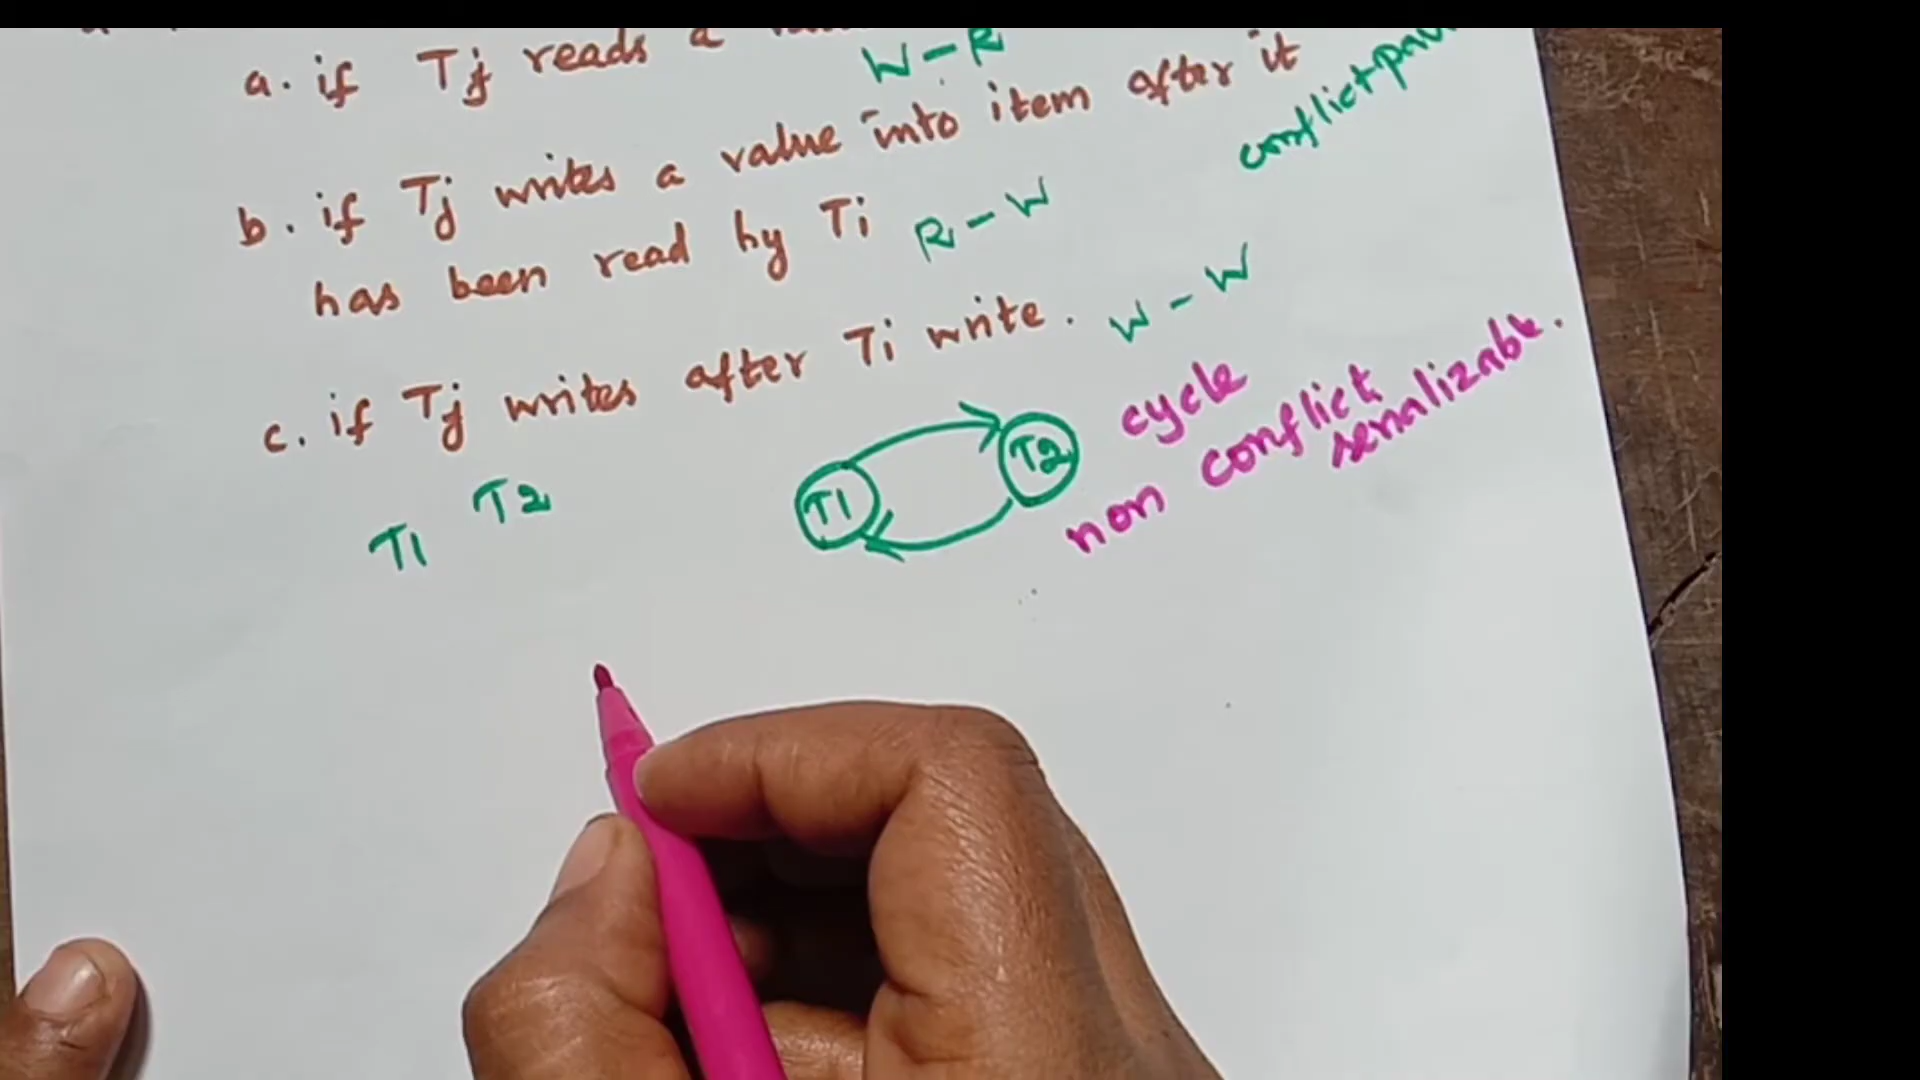 a. if Tj reads a
W-R
b. if Tj writes a value into item after it
has been read by Ti R-W
conflict
c. if Tj writes after Ti write. W-W
T1 T2
T1 T2
cycle
non conflict
serializable.